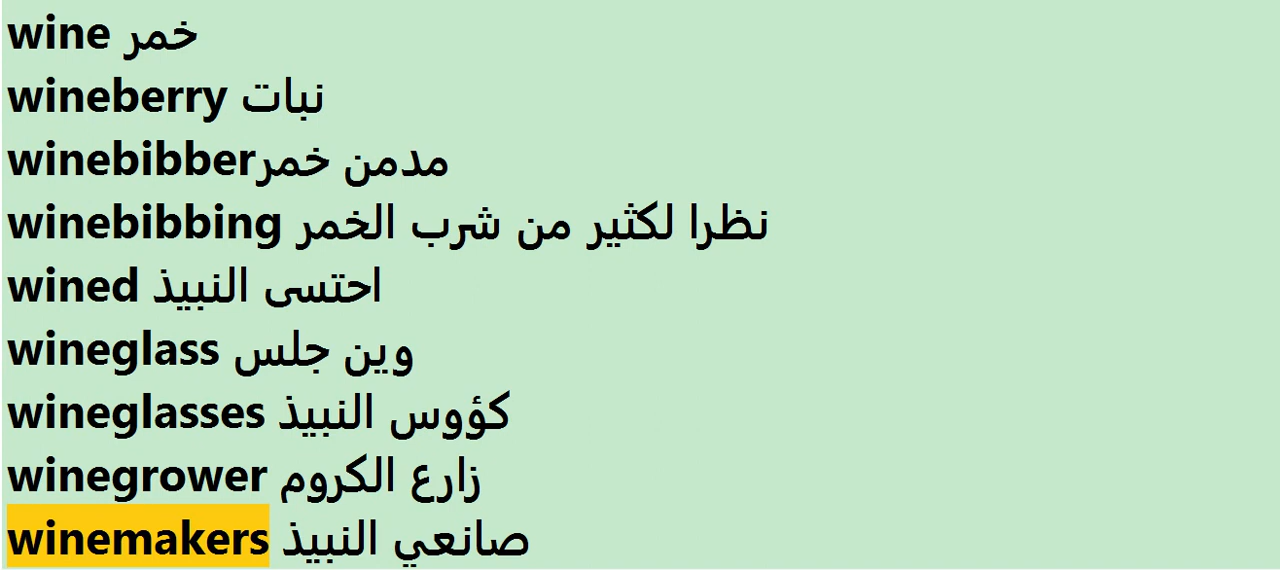 wine خمر
wineberry نبات
winebibberمدمن خمر
winebibbing نظرا لكثير من شرب الخمر
wined احتسى النبيذ
wineglass وين جلس
wineglasses كؤوس النبيذ
winegrower زارع الكروم
winemakers صانعي النبيذ